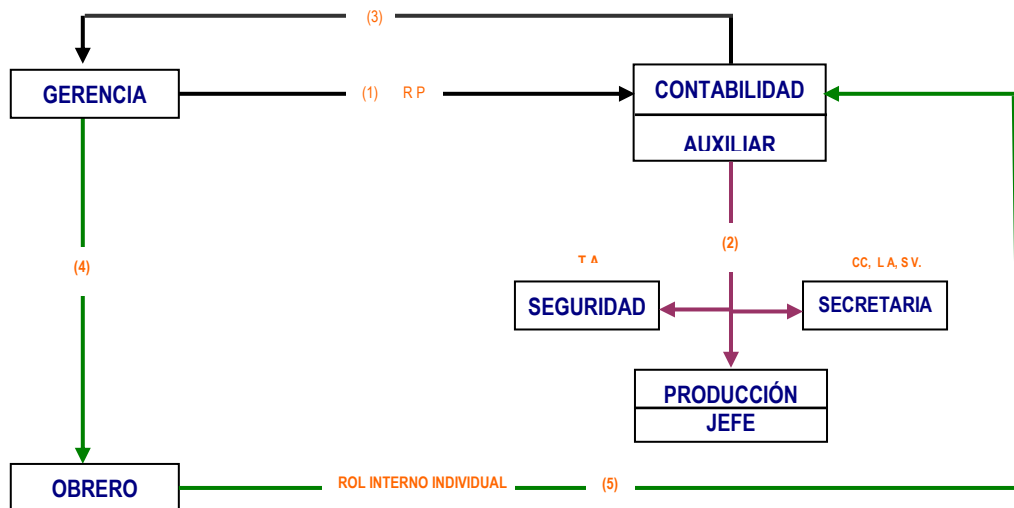 (3)
GERENCIA
(1) R P
CONTABILIDAD
AUXILIAR
(2)
(4)
T A
CC, L A, S V.
SEGURIDAD
SECRETARIA
PRODUCCIÓN
JEFE
OBRERO
ROL INTERNO INDIVIDUAL (5)